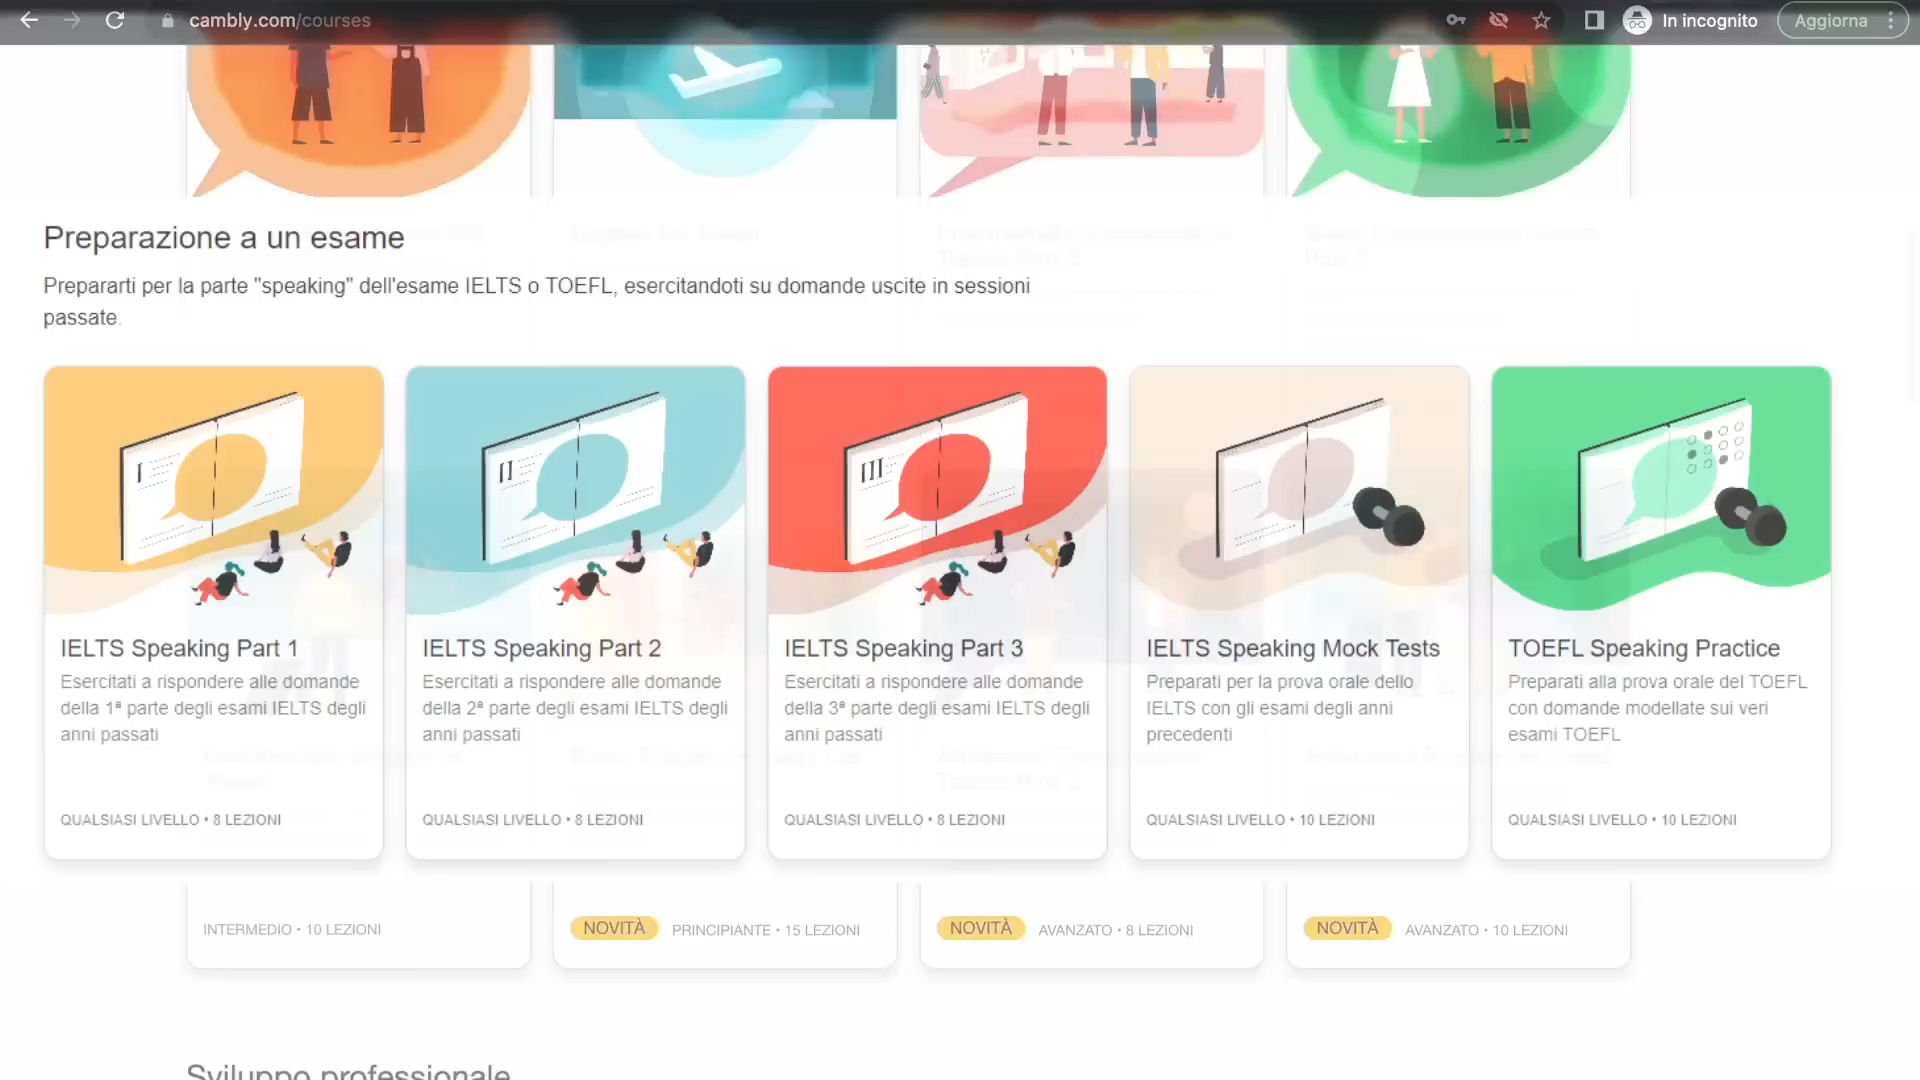 cambly.com/courses
In incognito
Aggiorna
Preparazione a un esame
Prepararti per la parte "speaking" dell'esame IELTS o TOEFL, esercitandoti su domande uscite in sessioni
passate.
I
II
III
IELTS Speaking Part 1
Esercitati a rispondere alle domande
della 1ª parte degli esami IELTS degli
anni passati
QUALSIASI LIVELLO • 8 LEZIONI
IELTS Speaking Part 2
Esercitati a rispondere alle domande
della 2ª parte degli esami IELTS degli
anni passati
QUALSIASI LIVELLO • 8 LEZIONI
IELTS Speaking Part 3
Esercitati a rispondere alle domande
della 3ª parte degli esami IELTS degli
anni passati
QUALSIASI LIVELLO • 8 LEZIONI
IELTS Speaking Mock Tests
Preparati per la prova orale dello
IELTS con gli esami degli anni
precedenti
QUALSIASI LIVELLO • 10 LEZIONI
TOEFL Speaking Practice
Preparati alla prova orale del TOEFL
con domande modellate sui veri
esami TOEFL
QUALSIASI LIVELLO • 10 LEZIONI
INTERMEDIO • 10 LEZIONI
NOVITÀ PRINCIPIANTE • 15 LEZIONI
NOVITÀ AVANZATO • 8 LEZIONI
NOVITÀ AVANZATO • 10 LEZIONI
Sviluppo professionale